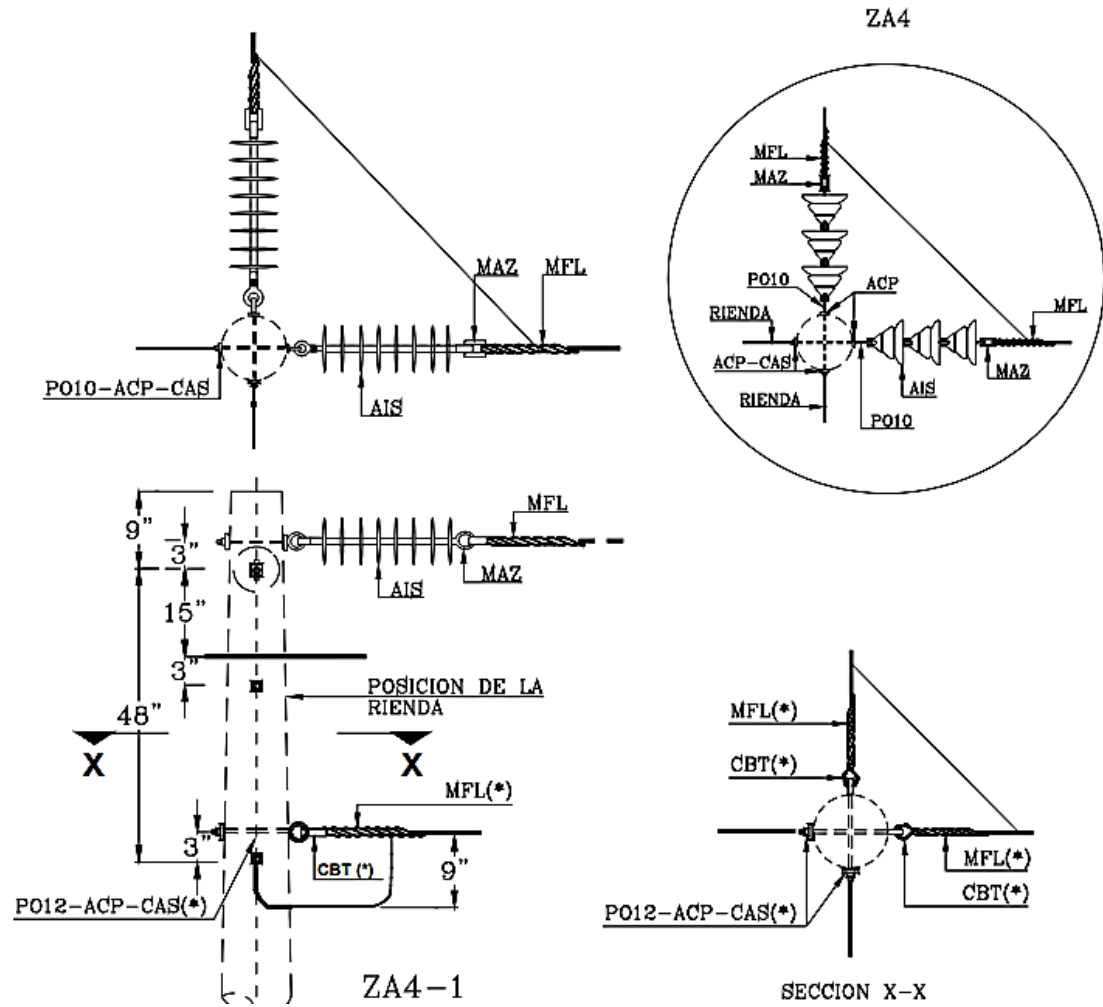 ZA4
MAZ
MFL
PO10-ACP-CAS
AIS
MFL
MAZ
PO10
ACP
RIENDA
MFL
ACP-CAS
AIS
MAZ
RIENDA
PO10
9"
3"
MFL
AIS
MAZ
15"
3"
48"
POSICION DE LA
RIENDA
X
X
MFL(*)
3"
CBT (*)
9"
PO12-ACP-CAS(*)
ZA4-1
MFL(*)
CBT(*)
MFL(*)
PO12-ACP-CAS(*)
CBT(*)
SECCION X-X